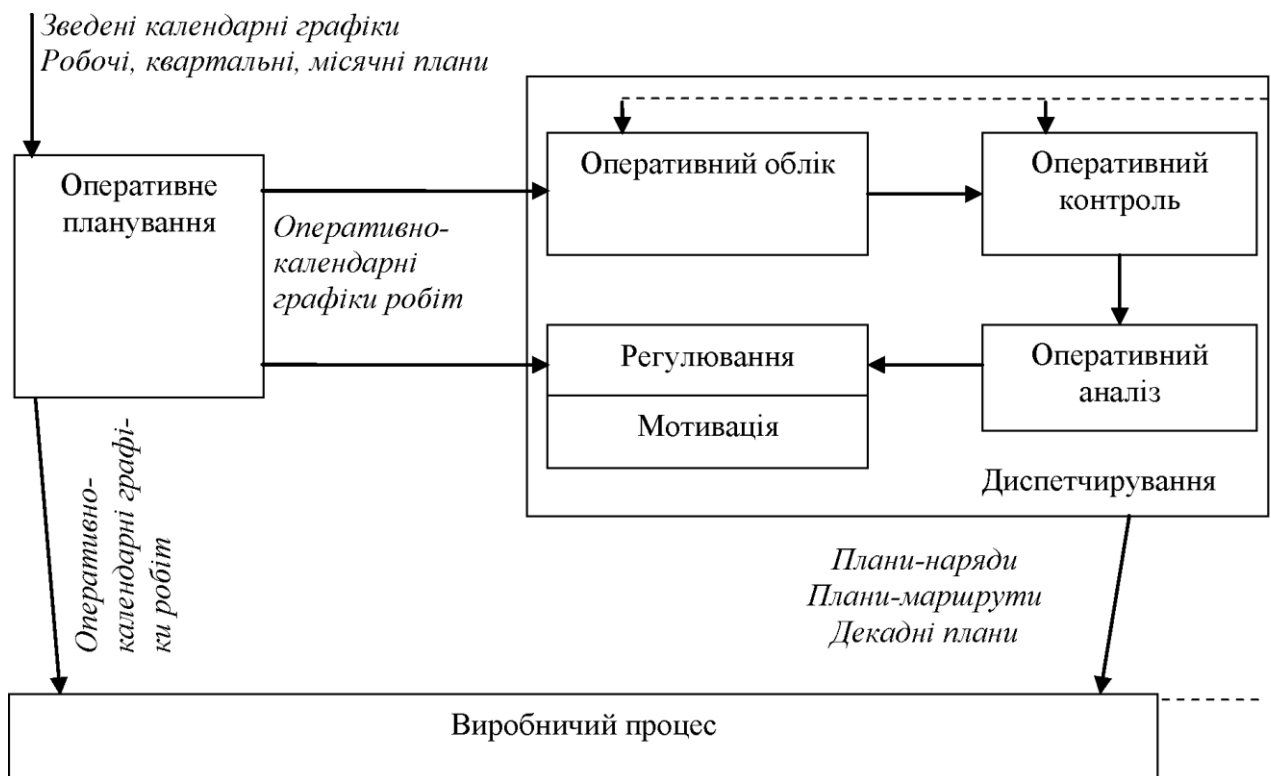 Зведені календарні графіки
Робочі, квартальні, місячні плани
Оперативне
планування
Оперативно-
календарні
графіки робіт
Оперативний облік
Оперативний
контроль
Регулювання
Мотивація
Оперативний
аналіз
Диспетчирування
Оперативно-
календарні графі-
ки робіт
Плани-наряди
Плани-маршрути
Декадні плани
Виробничий процес